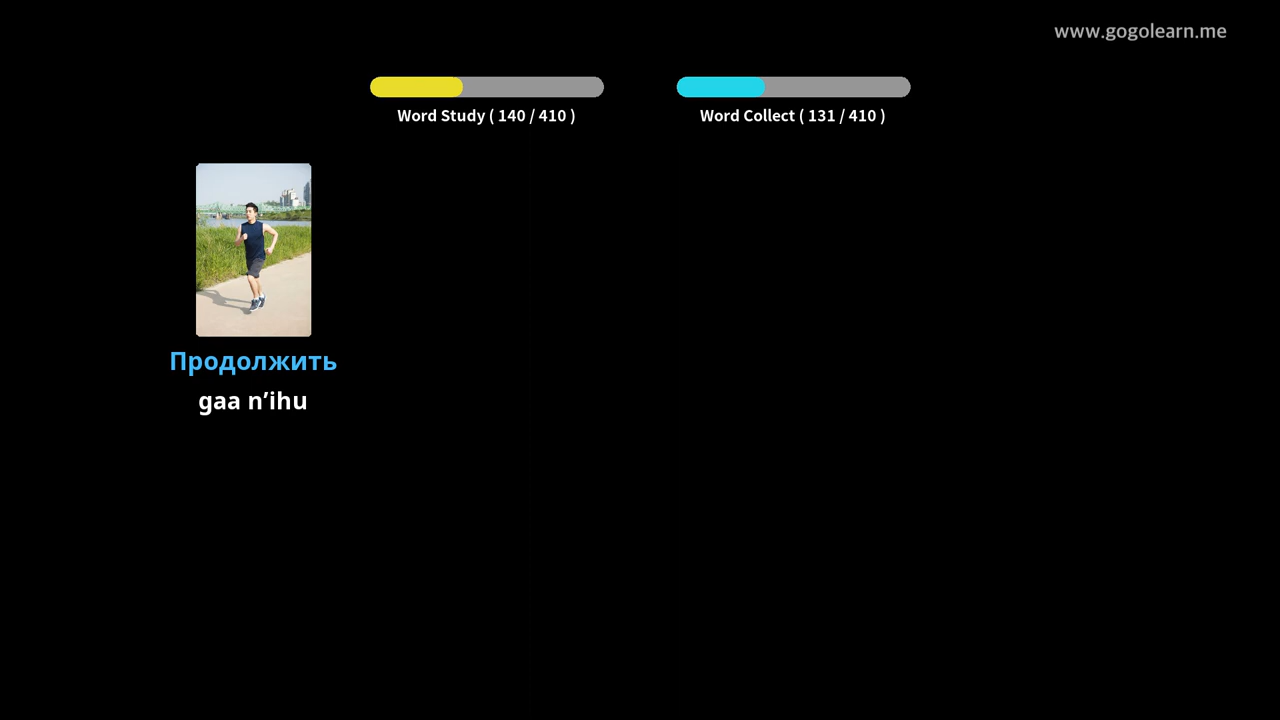 www.gogolearn.me
Word Study ( 140 / 410 )
Word Collect ( 131 / 410 )
Продолжить
gaa n’ihu